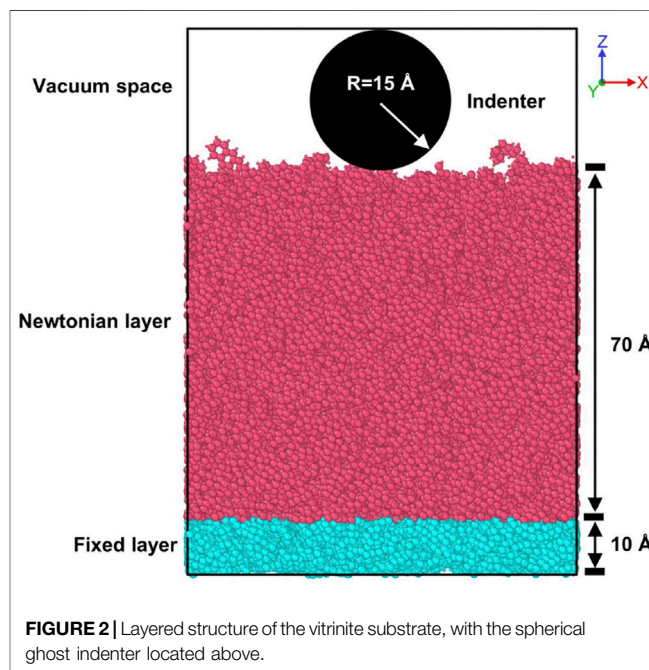 Vacuum space
R=15 Å
Indenter
Z
Y
X
Newtonian layer
70 Å
Fixed layer
10 Å
FIGURE 2 | Layered structure of the vitrinite substrate, with the spherical
ghost indenter located above.